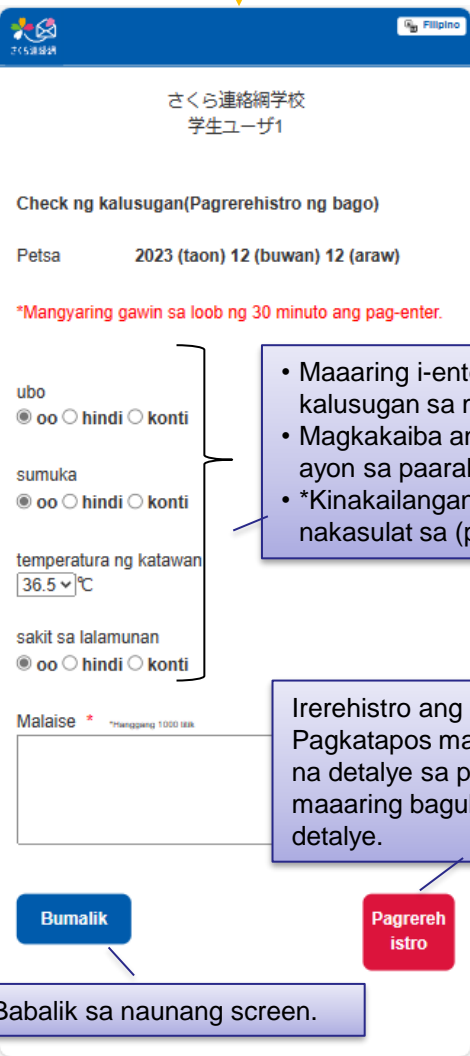 さくら連絡網
Filipino
さくら連絡網学校
学生ユーザ1
Check ng kalusugan(Pagrerehistro ng bago)
Petsa 2023 (taon) 12 (buwan) 12 (araw)
*Mangyaring gawin sa loob ng 30 minuto ang pag-enter.
ubo
oo hindi konti
sumuka
oo hindi konti
temperatura ng katawan
36.5 ℃
sakit sa lalamunan
oo hindi konti
• Maaaring i-ente
kalusugan sa
• Magkakaiba
ayon sa paaral
• *Kinakailangan
nakasulat sa
Malaise * *Hanggang 1000 titik
Irerehistro ang
Pagkatapos ma
na detalye sa p
maaaring bagu
detalye.
Bumalik
Pagrereh
istro
Babalik sa naunang screen.